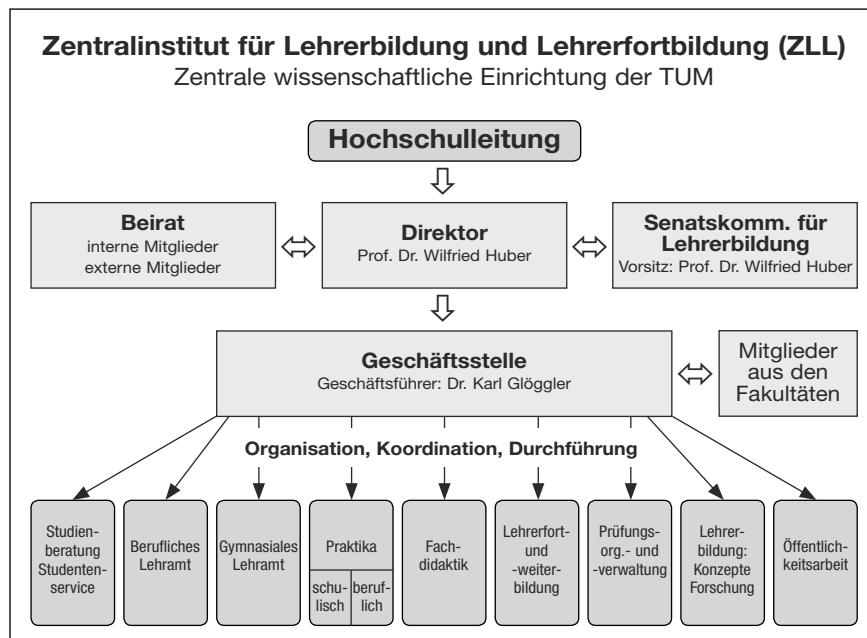 Zentralinstitut für Lehrerbildung und Lehrerfortbildung (ZLL)
Zentrale wissenschaftliche Einrichtung der TUM
Hochschulleitung
Beirat
interne Mitglieder
externe Mitglieder
Direktor
Prof. Dr. Wilfried Huber
Senatskomm. für
Lehrerbildung
Vorsitz: Prof. Dr. Wilfried Huber
Geschäftsstelle
Geschäftsführer: Dr. Karl Glöggler
Mitglieder
aus den
Fakultäten
Organisation, Koordination, Durchführung
Studien-
beratung
Studenten-
service
Berufliches
Lehramt
Gymnasiales
Lehramt
Praktika
schu-
lisch
beruf-
lich
Fach-
didaktik
Lehrerfort-
und
-weiter-
bildung
Prüfungs-
org.- und
-verwaltung
Lehrer-
bildung:
Konzepte
Forschung
Öffentlich-
keitsarbeit